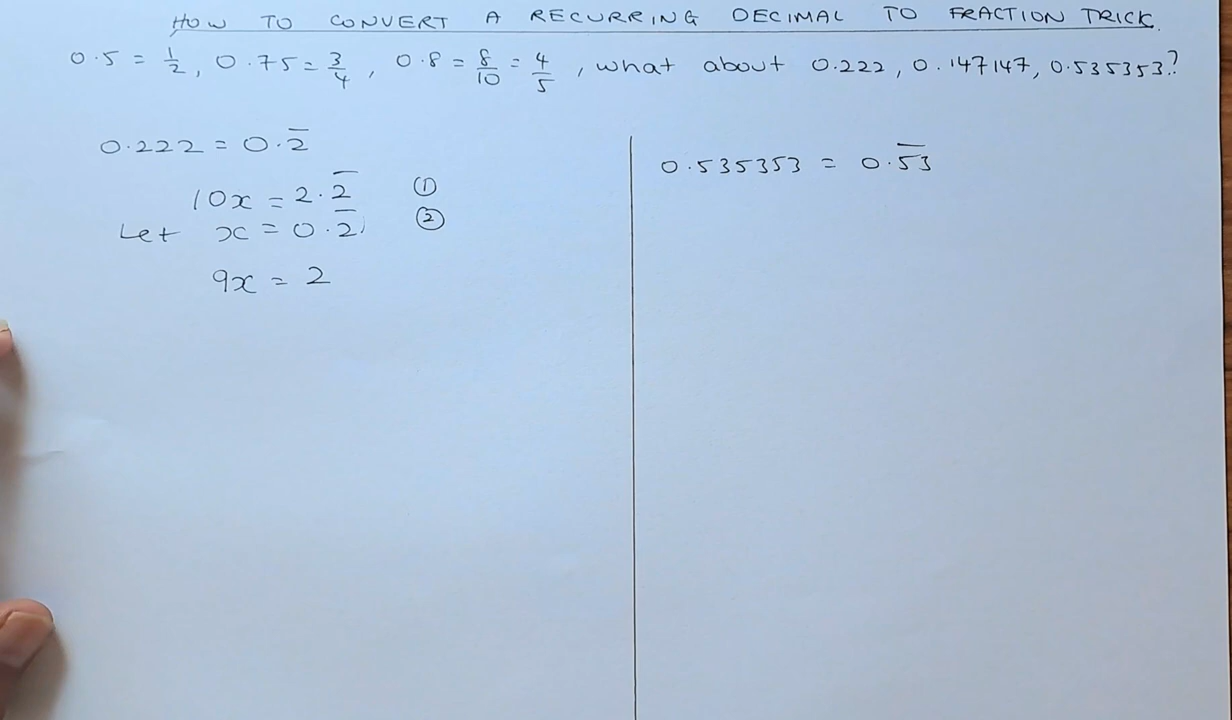 HOW TO CONVERT A RECURRING DECIMAL TO FRACTION TRICK.
0.5 = 1/2, 0.75 = 3/4, 0.8 = 8/10 = 4/5, what about 0.222, 0.147147, 0.535353?
0.222 = 0.2̅
10x = 2.2̅ ①
Let x = 0.2̅ ②
9x = 2
0.535353 = 0.5̅3̅